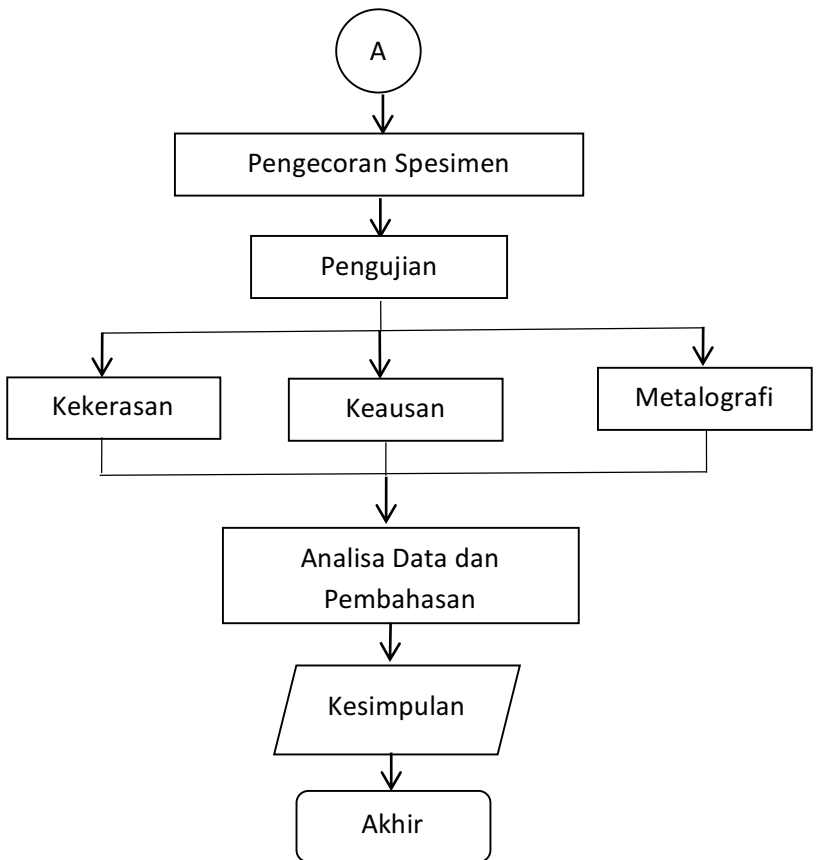 A
Pengecoran Spesimen
Pengujian
Kekerasan
Keausan
Metalografi
Analisa Data dan
Pembahasan
Kesimpulan
Akhir